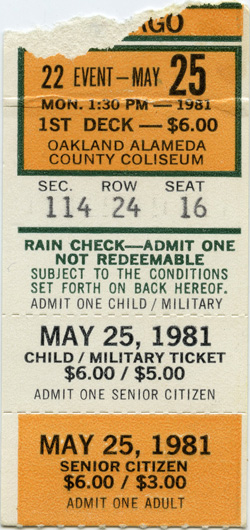 22 EVENT—MAY 25
MON. 1:30 PM — 1981
1ST DECK — $6.00
OAKLAND ALAMEDA
COUNTY COLISEUM
SEC. ROW SEAT
114 24 16
RAIN CHECK—ADMIT ONE
NOT REDEEMABLE
SUBJECT TO THE CONDITIONS
SET FORTH ON BACK HEREOF.
ADMIT ONE CHILD / MILITARY
MAY 25, 1981
CHILD / MILITARY TICKET
$6.00 / $5.00
ADMIT ONE SENIOR CITIZEN
MAY 25, 1981
SENIOR CITIZEN
$6.00 / $3.00
ADMIT ONE ADULT